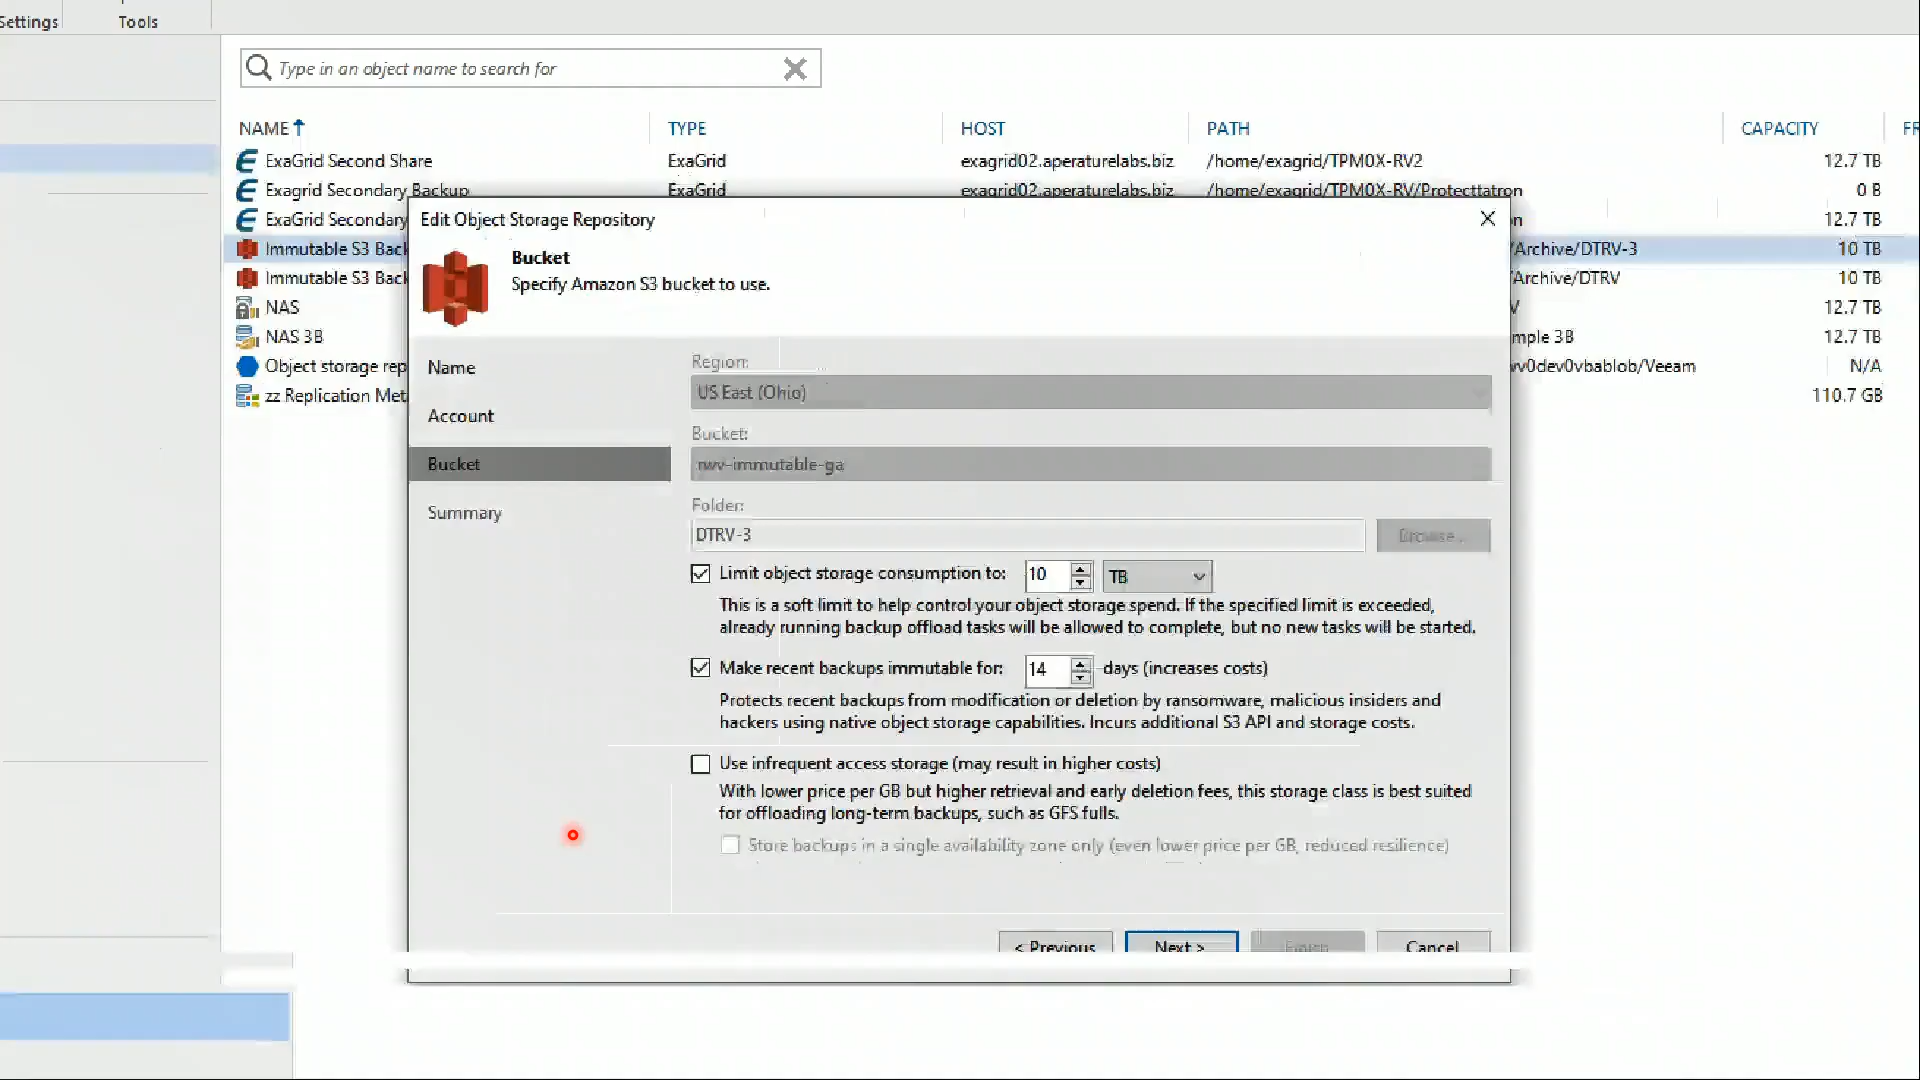 Settings
Tools
Type in an object name to search for
NAME TYPE HOST PATH CAPACITY FR
ExaGrid Second Share ExaGrid exagrid02.aperaturelabs.biz /home/exagrid/TPM0X-RV2 12.7 TB
Exagrid Secondary Backup ExaGrid exagrid02.aperaturelabs.biz /home/exagrid/TPM0X-RV/Protecttatron 0 B
ExaGrid Secondary n 12.7 TB
Immutable S3 Back /Archive/DTRV-3 10 TB
Immutable S3 Back /Archive/DTRV 10 TB
NAS V 12.7 TB
NAS 3B mple 3B 12.7 TB
Object storage rep vv0dev0vbablob/Veeam N/A
zz Replication Met 110.7 GB
Edit Object Storage Repository
Bucket
Specify Amazon S3 bucket to use.
Name
Account
Bucket
Summary
Region:
US East (Ohio)
Bucket:
rwv-immutable-ga
Folder:
DTRV-3
Browse...
Limit object storage consumption to: 10 TB
This is a soft limit to help control your object storage spend. If the specified limit is exceeded,
already running backup offload tasks will be allowed to complete, but no new tasks will be started.
Make recent backups immutable for: 14 days (increases costs)
Protects recent backups from modification or deletion by ransomware, malicious insiders and
hackers using native object storage capabilities. Incurs additional S3 API and storage costs.
Use infrequent access storage (may result in higher costs)
With lower price per GB but higher retrieval and early deletion fees, this storage class is best suited
for offloading long-term backups, such as GFS fulls.
Store backups in a single availability zone only (even lower price per GB, reduced resilience)
< Previous Next > Finish Cancel